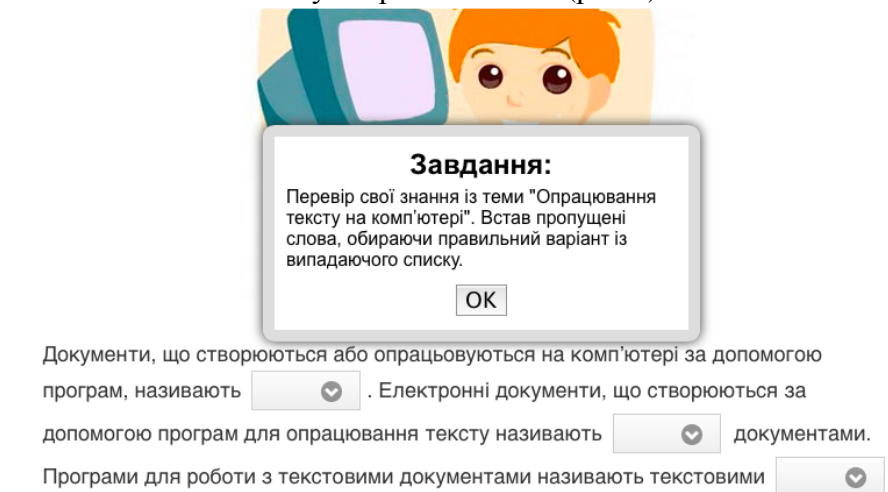 Завдання:
Перевір свої знання із теми "Опрацювання
тексту на комп'ютері". Встав пропущені
слова, обираючи правильний варіант із
випадаючого списку.
OK
Документи, що створюються або опрацьовуються на комп'ютері за допомогою
програм, називають . Електронні документи, що створюються за
допомогою програм для опрацювання тексту називають документами.
Програми для роботи з текстовими документами називають текстовими